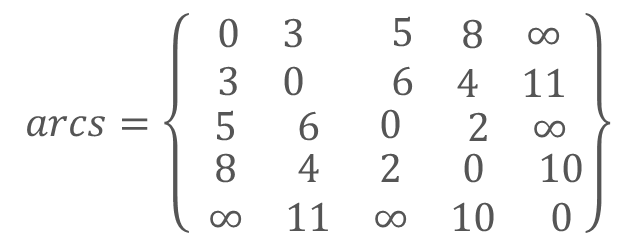 0 3 5 8 ∞
3 0 6 4 11
arcs = 5 6 0 2 ∞
8 4 2 0 10
∞ 11 ∞ 10 0